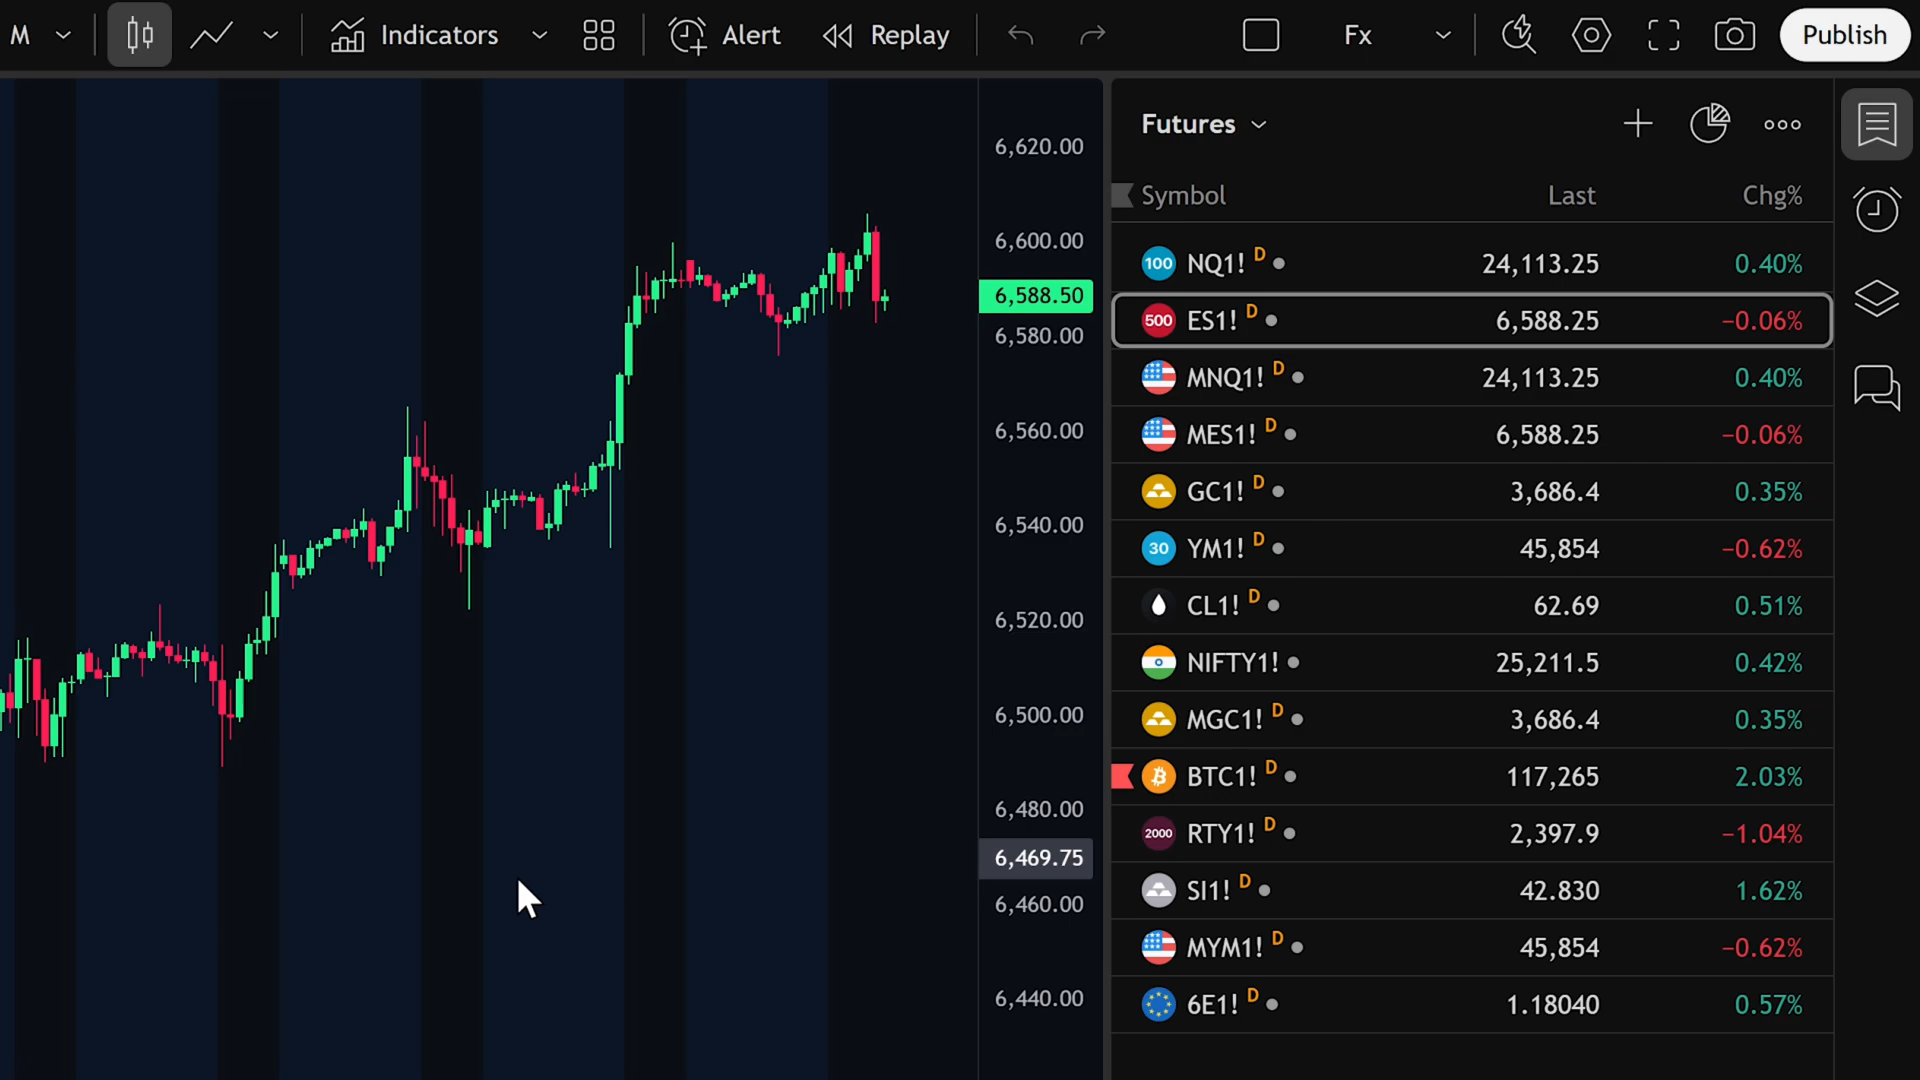 M Indicators Alert Replay Fx Publish
Futures
Symbol Last Chg%
100 NQ1! D 24,113.25 0.40%
500 ES1! D 6,588.25 −0.06%
MNQ1! D 24,113.25 0.40%
MES1! D 6,588.25 −0.06%
GC1! D 3,686.4 0.35%
30 YM1! D 45,854 −0.62%
CL1! D 62.69 0.51%
NIFTY1! 25,211.5 0.42%
MGC1! D 3,686.4 0.35%
BTC1! D 117,265 2.03%
2000 RTY1! D 2,397.9 −1.04%
SI1! D 42.830 1.62%
MYM1! D 45,854 −0.62%
6E1! D 1.18040 0.57%
6,620.00
6,600.00
6,588.50
6,580.00
6,560.00
6,540.00
6,520.00
6,500.00
6,480.00
6,469.75
6,460.00
6,440.00